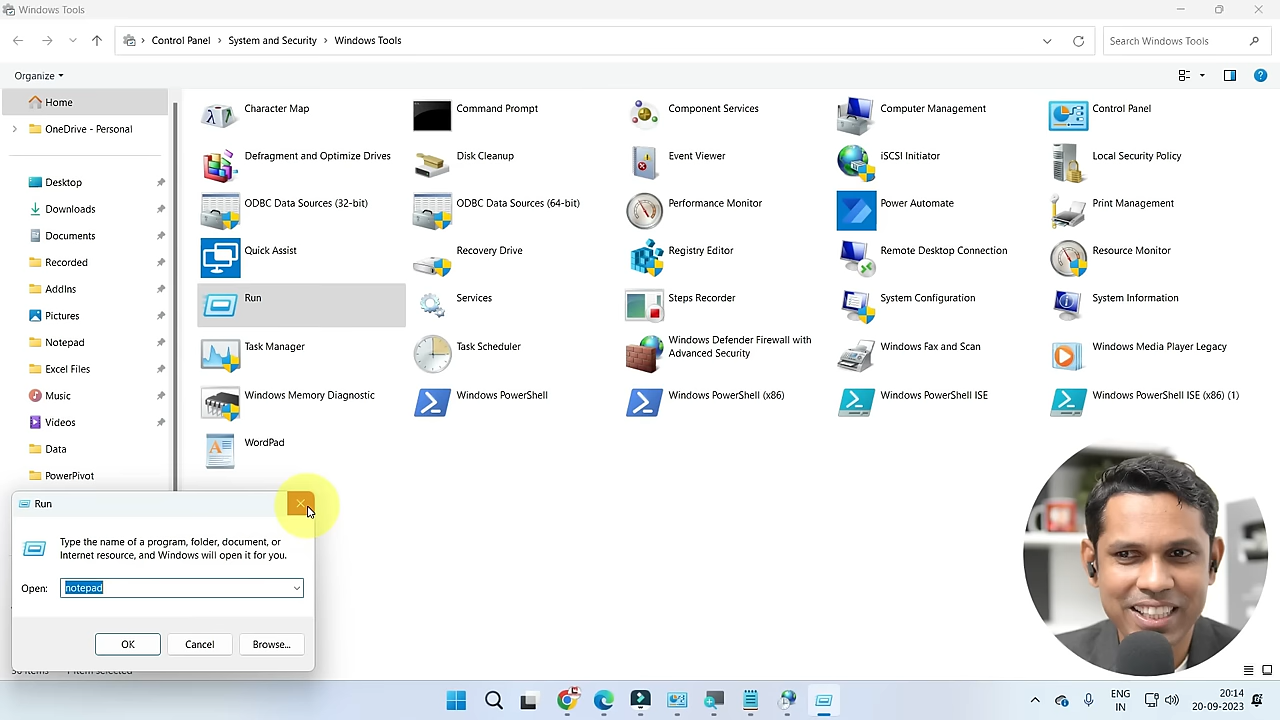 Windows Tools
Control Panel > System and Security > Windows Tools
Search Windows Tools
Organize
Home
OneDrive - Personal
Desktop
Downloads
Documents
Recorded
AddIns
Pictures
Notepad
Excel Files
Music
Videos
Data
PowerPivot
Character Map
Command Prompt
Component Services
Computer Management
Control Panel
Defragment and Optimize Drives
Disk Cleanup
Event Viewer
iSCSI Initiator
Local Security Policy
ODBC Data Sources (32-bit)
ODBC Data Sources (64-bit)
Performance Monitor
Power Automate
Print Management
Quick Assist
Recovery Drive
Registry Editor
Remote Desktop Connection
Resource Monitor
Run
Services
Steps Recorder
System Configuration
System Information
Task Manager
Task Scheduler
Windows Defender Firewall with
Advanced Security
Windows Fax and Scan
Windows Media Player Legacy
Windows Memory Diagnostic
Windows PowerShell
Windows PowerShell (x86)
Windows PowerShell ISE
Windows PowerShell ISE (x86) (1)
WordPad
Run
Type the name of a program, folder, document, or
Internet resource, and Windows will open it for you.
Open: notepad
OK
Cancel
Browse...
ENG
IN
20:14
20-09-2023